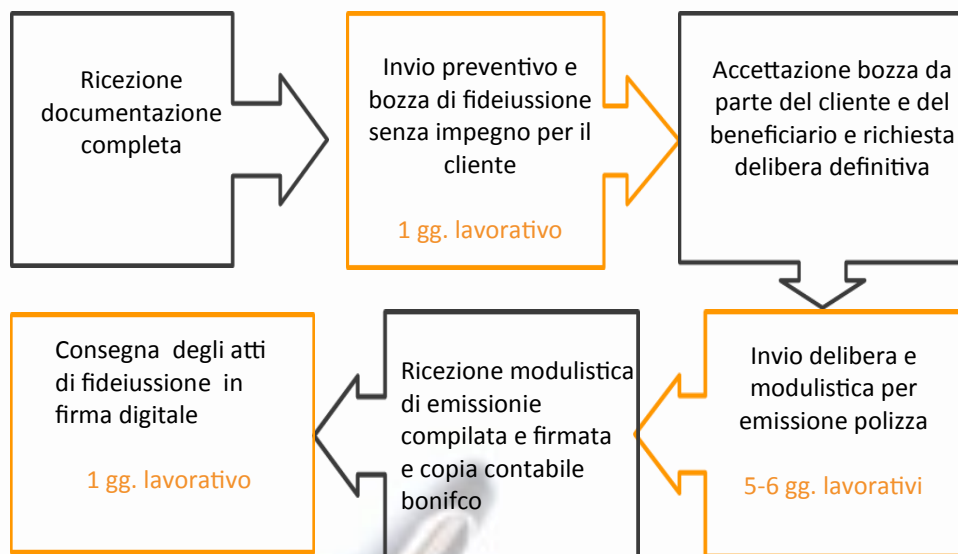 Ricezione
documentazione
completa
Invio preventivo e
bozza di fideiussione
senza impegno per il
cliente
1 gg. lavorativo
Accettazione bozza da
parte del cliente e del
beneficiario e richiesta
delibera definitiva
Invio delibera e
modulistica per
emissione polizza
5-6 gg. lavorativi
Ricezione modulistica
di emissionie
compilata e firmata
e copia contabile
bonifco
Consegna degli atti
di fideiussione in
firma digitale
1 gg. lavorativo